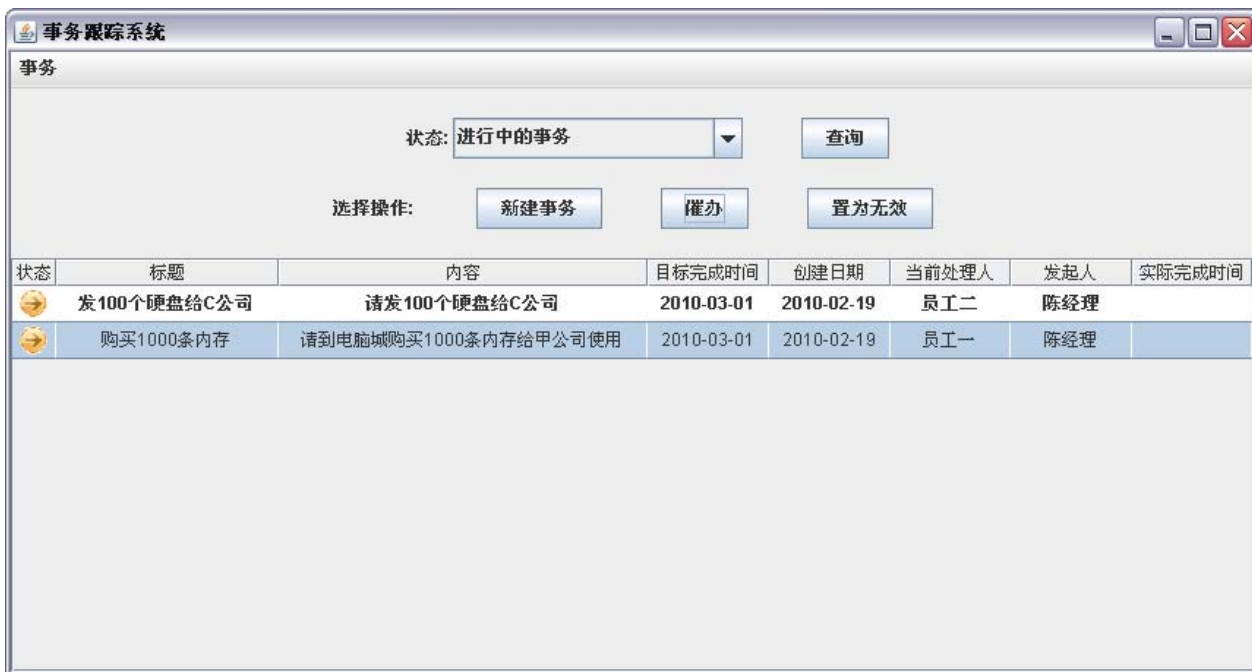 事务跟踪系统
事务
状态: 进行中的事务 查询
选择操作: 新建事务 催办 置为无效
状态 标题 内容 目标完成时间 创建日期 当前处理人 发起人 实际完成时间
发100个硬盘给C公司 请发100个硬盘给C公司 2010-03-01 2010-02-19 员工二 陈经理
购买1000条内存 请到电脑城购买1000条内存给甲公司使用 2010-03-01 2010-02-19 员工一 陈经理